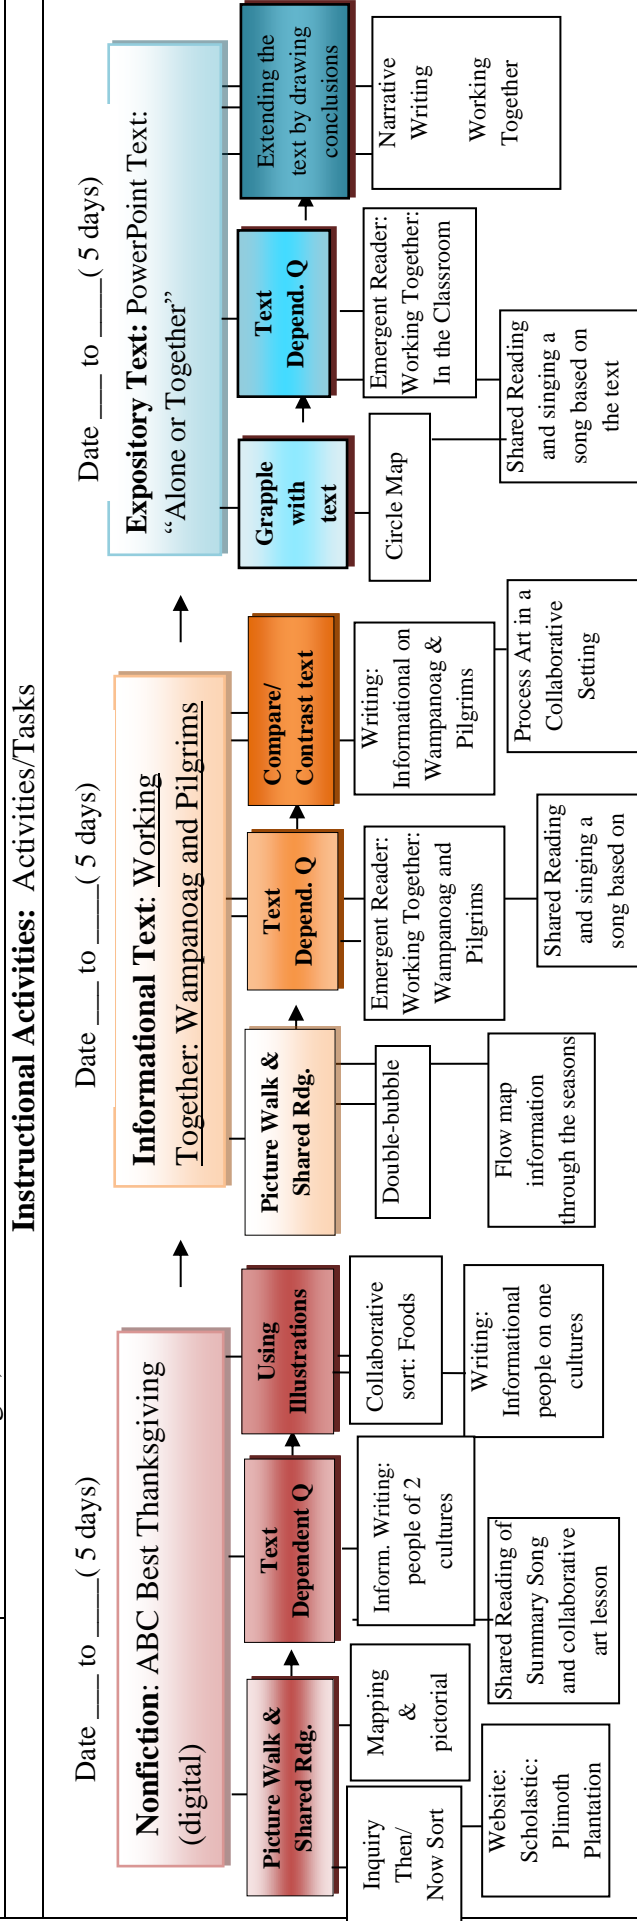 Instructional Activities: Activities/Tasks
Date ___ to ____( 5 days)
Nonfiction: ABC Best Thanksgiving
(digital)
Picture Walk &
Shared Rdg.
Text
Dependent Q
Using
Illustrations
Inquiry
Then/
Now Sort
Mapping
&
pictorial
Website:
Scholastic:
Plimoth
Plantation
Inform. Writing:
people of 2
cultures
Shared Reading of
Summary Song
and collaborative
art lesson
Collaborative
sort: Foods
Writing:
Informational
people on one
cultures
Date ___ to ____( 5 days)
Informational Text: Working
Together: Wampanoag and Pilgrims
Picture Walk &
Shared Rdg.
Text
Depend. Q
Compare/
Contrast text
Double-bubble
Flow map
information
through the seasons
Emergent Reader:
Working Together:
Wampanoag and
Pilgrims
Shared Reading
and singing a
song based on
Writing:
Informational on
Wampanoag &
Pilgrims
Process Art in a
Collaborative
Setting
Date ___ to ____( 5 days)
Expository Text: PowerPoint Text:
“Alone or Together”
Grapple
with
text
Text
Depend. Q
Extending the
text by drawing
conclusions
Circle Map
Emergent Reader:
Working Together:
In the Classroom
Shared Reading
and singing a
song based on
the text
Narrative
Writing
Working
Together